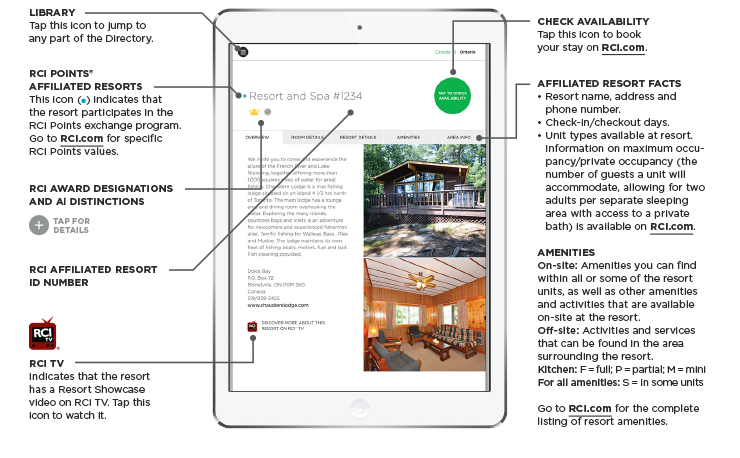 LIBRARY
Tap this icon to jump to
any part of the Directory.
RCI POINTS®
AFFILIATED RESORTS
This icon ( ) indicates that
the resort participates in the
RCI Points exchange program.
Go to RCI.com for specific
RCI Points values.
RCI AWARD DESIGNATIONS
AND AI DISTINCTIONS
+ TAP FOR
DETAILS
RCI AFFILIATED RESORT
ID NUMBER
RCI
TV
RCI TV
Indicates that the resort
has a Resort Showcase
video on RCI TV. Tap this
icon to watch it.
Canada Ontario
Resort and Spa #1234
TAP TO CHECK
AVAILABILITY
OVERVIEW ROOM DETAILS RESORT DETAILS AMENITIES AREA INFO
We invite you to come and experience the
allure of the French River and Lake
Nipissing, together offering more than
1,000 squares miles of water for great
fishing. Chaudiere Lodge is a true fishing
lodge situated on an island 4 1/2 hrs north
of Toronto. The main lodge has a lounge
area and dining room overlooking the
water. Exploring the many islands,
countless bays and inlets is an adventure
for newcomers and experienced fisherman
alike. Terrific fishing for Walleye, Bass, Pike
and Muskie. The lodge maintains its own
fleet of fishing boats, motors, fuel and bait.
Fish cleaning provided.
Dokis Bay
P.O. Box 72
Monetville, ON P0M 2K0
Canada
519/939-2455
www.chaudierelodge.com
RCI
DISCOVER MORE ABOUT THIS
RESORT ON RCI TV
CHECK AVAILABILITY
Tap this icon to book
your stay on RCI.com.
AFFILIATED RESORT FACTS
• Resort name, address and
phone number.
• Check-in/checkout days.
• Unit types available at resort.
Information on maximum occu-
pancy/private occupancy (the
number of guests a unit will
accommodate, allowing for two
adults per separate sleeping
area with access to a private
bath) is available on RCI.com.
AMENITIES
On-site: Amenities you can find
within all or some of the resort
units, as well as other amenities
and activities that are available
on-site at the resort.
Off-site: Activities and services
that can be found in the area
surrounding the resort.
Kitchen: F = full; P = partial; M = mini
For all amenities: S = in some units
Go to RCI.com for the complete
listing of resort amenities.